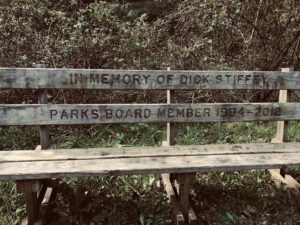 IN MEMORY OF DICK STIFFEY
PARKS BOARD MEMBER 1994-2012